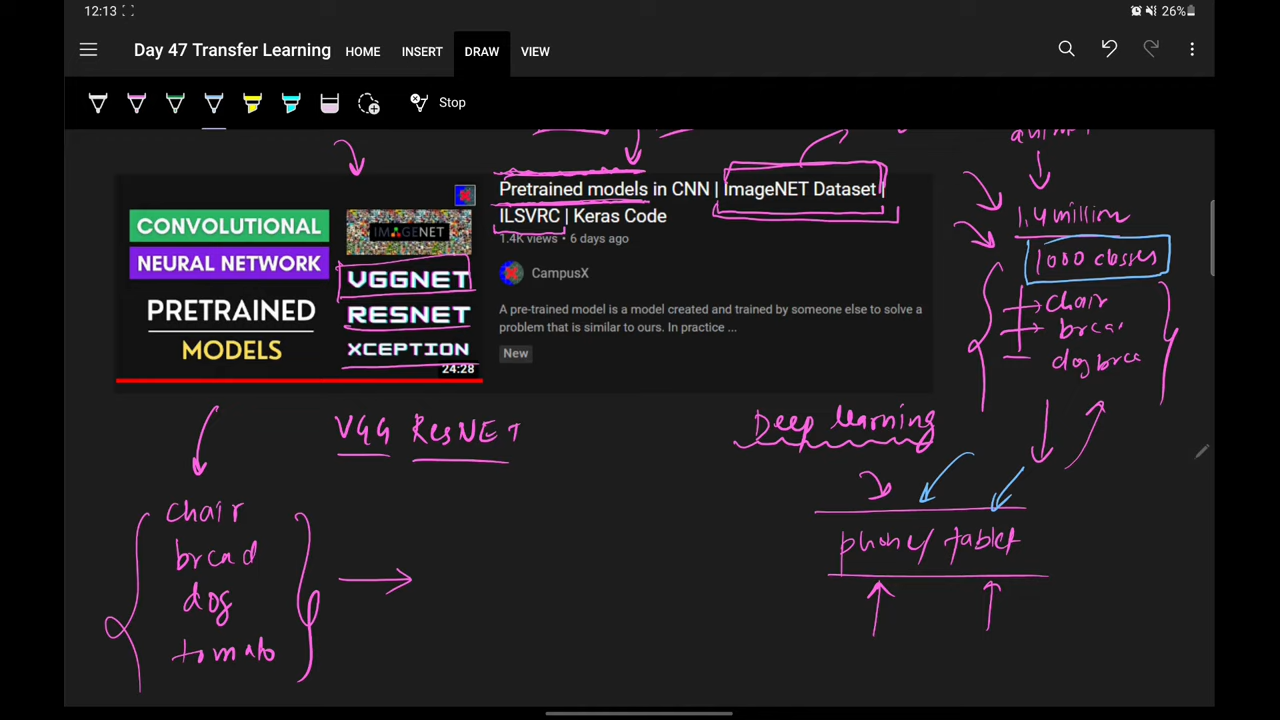 12:13
26%
Day 47 Transfer Learning
HOME
INSERT
DRAW
VIEW
Stop
Pretrained models in CNN | ImageNET Dataset |
ILSVRC | Keras Code
1.4K views • 6 days ago
CONVOLUTIONAL
NEURAL NETWORK
PRETRAINED
MODELS
IMAGENET
VGGNET
RESNET
XCEPTION
24:28
CampusX
A pre-trained model is a model created and trained by someone else to solve a
problem that is similar to ours. In practice ...
New
1.4 million
1000 classes
chair
brea
dog bree
VGG ResNET
Deep learning
phone/ tablet
chair
bread
dog
tomato